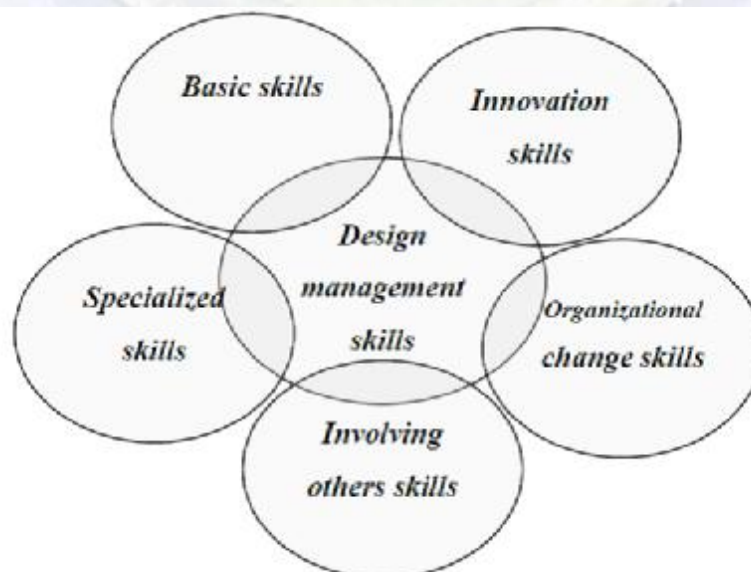 Basic skills
Innovation
skills
Design
management
skills
Specialized
skills
Organizational
change skills
Involving
others skills